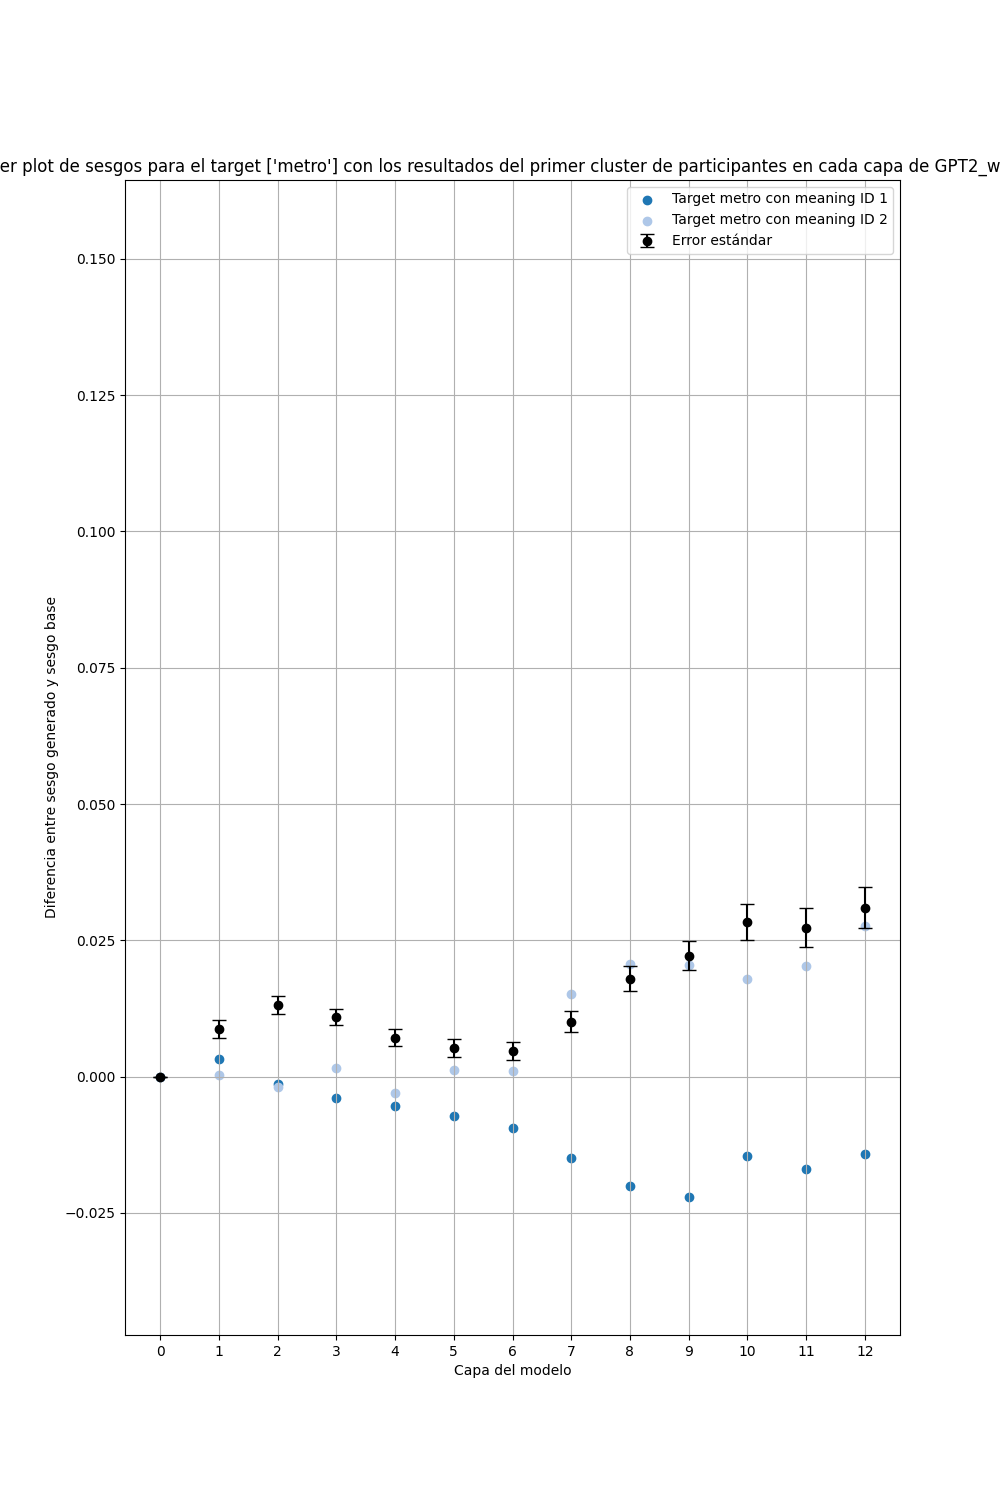 er plot de sesgos para el target ['metro'] con los resultados del primer cluster de participantes en cada capa de GPT2_w
Target metro con meaning ID 1
Target metro con meaning ID 2
Error estándar
0.150
0.125
0.100
0.075
0.050
0.025
0.000
−0.025
Diferencia entre sesgo generado y sesgo base
0 1 2 3 4 5 6 7 8 9 10 11 12
Capa del modelo